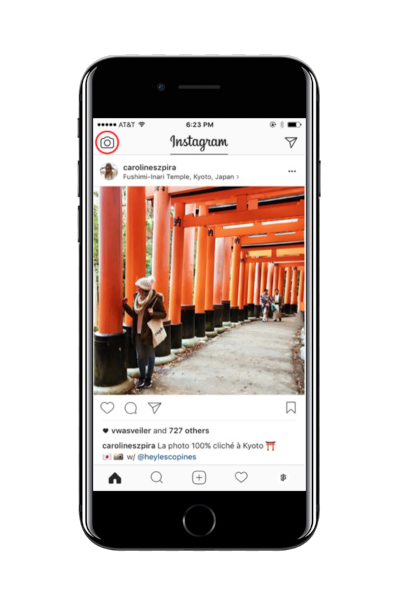 AT&T 6:23 PM
Instagram
carolineszpira
Fushimi-Inari Temple, Kyoto, Japan >
vwasveiler and 727 others
carolineszpira La photo 100% cliché à Kyoto ⛩
🇯🇵 📷 w/ @heylescopines